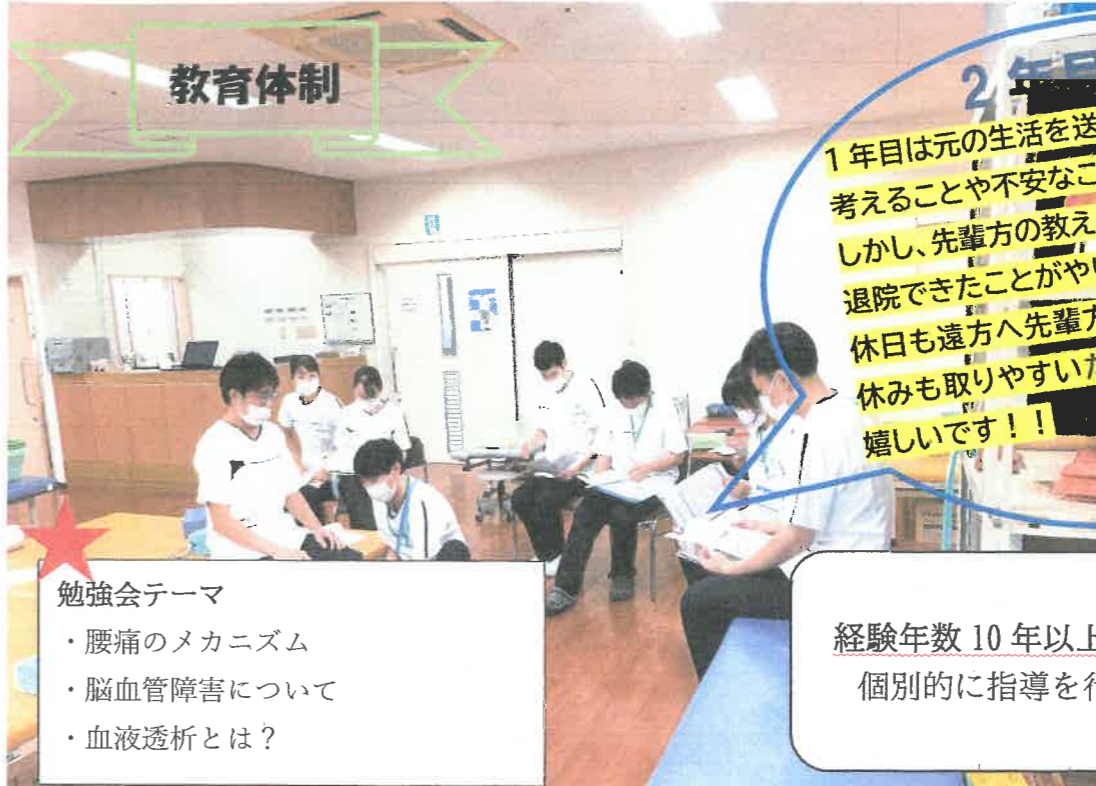 教育体制
2年目
1年目は元の生活を送
考えることや不安なこ
しかし、先輩方の教え
退院できたことがや
休日も遠方へ先輩方
休みも取りやすい
嬉しいです！！
勉強会テーマ
・腰痛のメカニズム
・脳血管障害について
・血液透析とは？
経験年数 10 年以上
個別的に指導を行